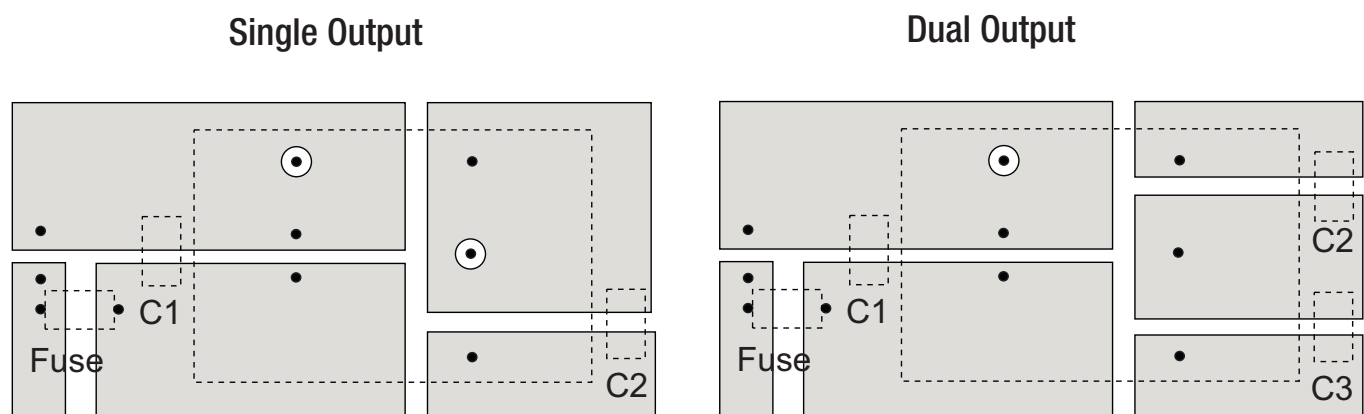 Single Output
Dual Output
C1
Fuse
C2
C1
Fuse
C2
C3